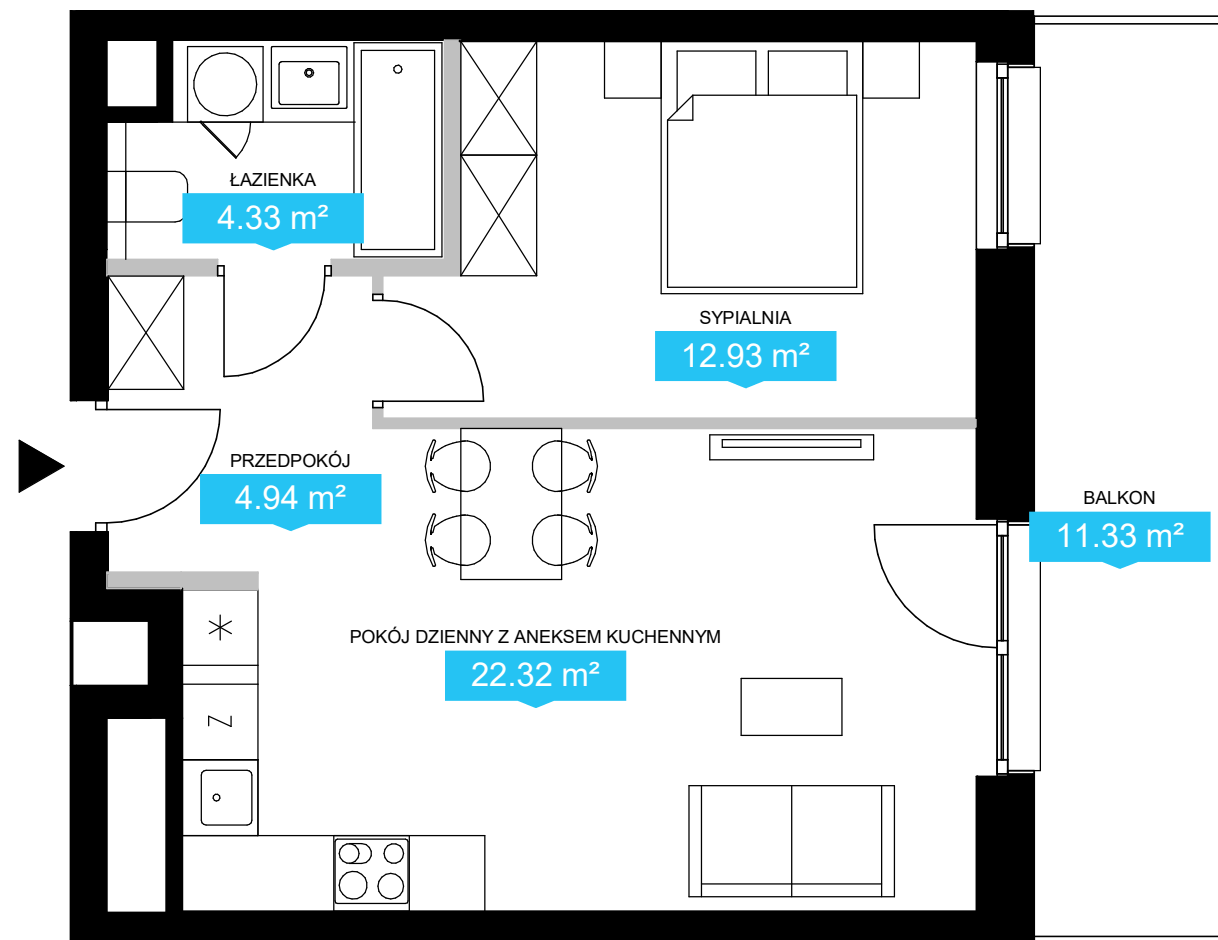 ŁAZIENKA
4.33 m²
SYPIALNIA
12.93 m²
PRZEDPOKÓJ
4.94 m²
BALKON
11.33 m²
POKÓJ DZIENNY Z ANEKSEM KUCHENNYM
22.32 m²
Z